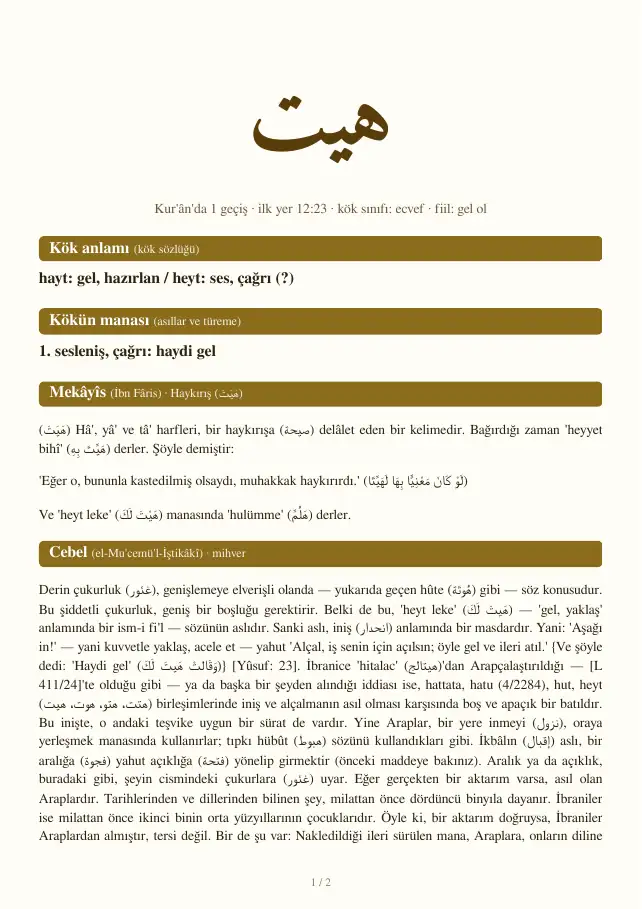 هيت
Kur'ân'da 1 geçiş · ilk yer 12:23 · kök sınıfı: ecvef · fiil: gel ol
Kök anlamı (kök sözlüğü)
hayt: gel, hazırlan / heyt: ses, çağrı (?)
Kökün manası (asıllar ve türeme)
1. sesleniş, çağrı: haydi gel
Mekâyîs (İbn Fâris) · Haykırış (هَيَتَ)
(هَيَتَ) Hâ', yâ' ve tâ' harfleri, bir haykırışa (صيحة) delâlet eden bir kelimedir. Bağırdığı zaman 'heyyet
bihî' (هَيَّتَ بِهِ) derler. Şöyle demiştir:
'Eğer o, bununla kastedilmiş olsaydı, muhakkak haykırırdı.' (لَوْ كَانَ مَعْنِيًّا بِهَا لَهَيَّتَا)
Ve 'heyt leke' (هَيْتَ لَكَ) manasında 'hulümme' (هَلُمَّ) derler.
Cebel (el-Mu'cemü'l-İştikâkî) · mihver
Derin çukurluk (غئور), genişlemeye elverişli olanda — yukarıda geçen hûte (هُوتَة) gibi — söz konusudur.
Bu şiddetli çukurluk, geniş bir boşluğu gerektirir. Belki de bu, 'heyt leke' (هَيتَ لَكَ) — 'gel, yaklaş'
anlamında bir ism-i fi'l — sözünün aslıdır. Sanki aslı, iniş (انحدار) anlamında bir masdardır. Yani: 'Aşağı
in!' — yani kuvvetle yaklaş, acele et — yahut 'Alçal, iş senin için açılsın; öyle gel ve ileri atıl.' {Ve şöyle
dedi: 'Haydi gel' (وَقَالَتْ هَيتَ لَكَ)} [Yûsuf: 23]. İbranice 'hitalac' (هيتالج)'dan Arapçalaştırıldığı — [L
411/24]'te olduğu gibi — ya da başka bir şeyden alındığı iddiası ise, hattata, hatu (4/2284), hut, heyt
(هتت، هتو، هوت، هيت) birleşimlerinde iniş ve alçalmanın asıl olması karşısında boş ve apaçık bir batıldır.
Bu inişte, o andaki teşvike uygun bir sürat de vardır. Yine Araplar, bir yere inmeyi (نزول), oraya
yerleşmek manasında kullanırlar; tıpkı hübût (هبوط) sözünü kullandıkları gibi. İkbâlin (إقبال) aslı, bir
aralığa (فجوة) yahut açıklığa (فتحة) yönelip girmektir (önceki maddeye bakınız). Aralık ya da açıklık,
buradaki gibi, şeyin cismindeki çukurlara (غئور) uyar. Eğer gerçekten bir aktarım varsa, asıl olan
Araplardır. Tarihlerinden ve dillerinden bilinen şey, milattan önce dördüncü binyıla dayanır. İbraniler
ise milattan önce ikinci binin orta yüzyıllarının çocuklarıdır. Öyle ki, bir aktarım doğruysa, İbraniler
Araplardan almıştır, tersi değil. Bir de şu var: Nakledildiği ileri sürülen mana, Araplara, onların diline
1 / 2